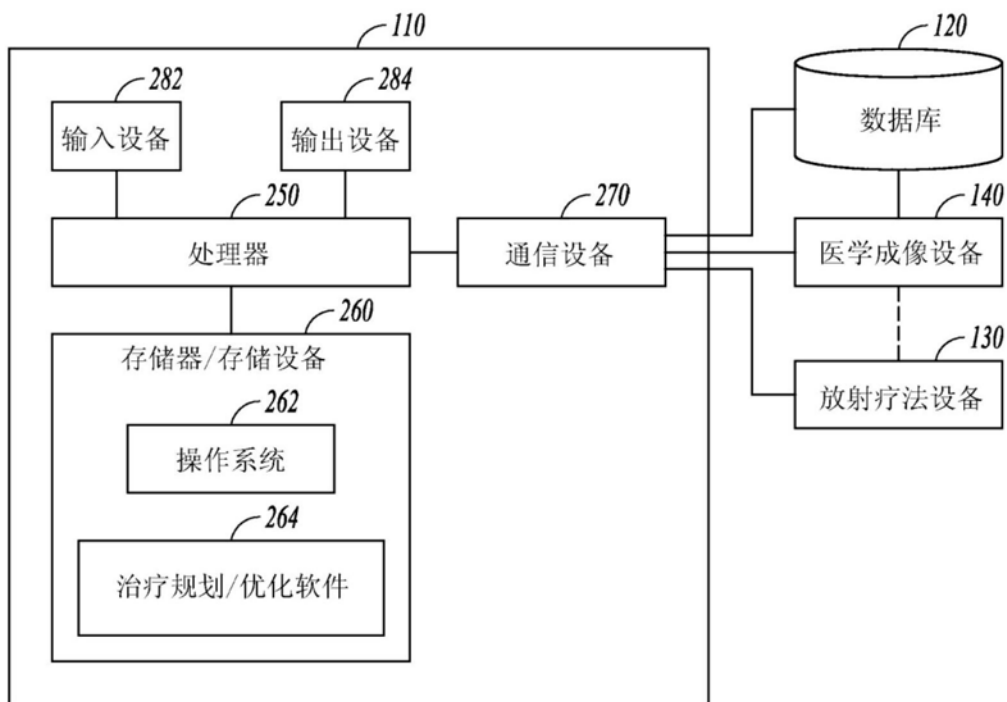 110
120
282
284
输入设备
输出设备
数据库
250
270
140
处理器
通信设备
医学成像设备
260
130
存储器/存储设备
放射疗法设备
262
操作系统
264
治疗规划/优化软件